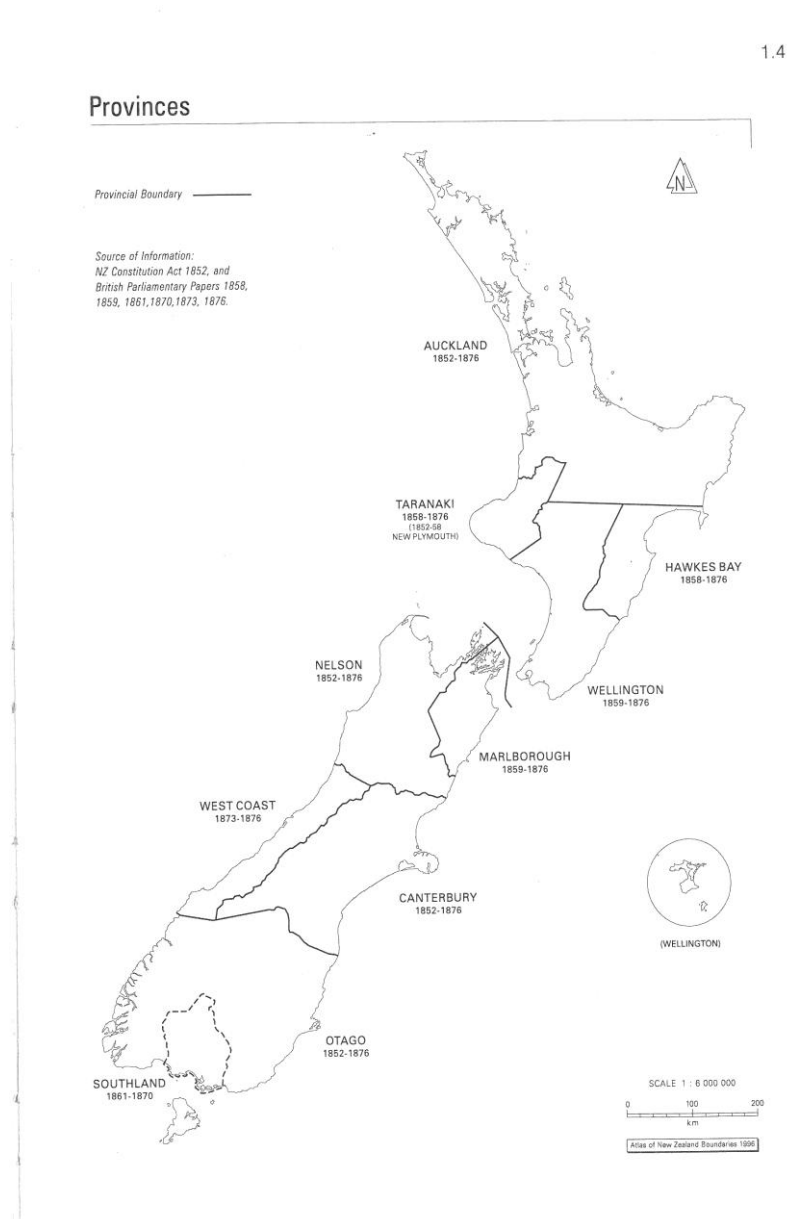 1.4
Provinces
Provincial Boundary
N
Source of Information:
NZ Constitution Act 1852, and
British Parliamentary Papers 1858,
1859, 1861,1870,1873, 1876.
AUCKLAND
1852-1876
TARANAKI
1858-1876
(1852-58
NEW PLYMOUTH)
HAWKES BAY
1858-1876
NELSON
1852-1876
WELLINGTON
1859-1876
MARLBOROUGH
1859-1876
WEST COAST
1873-1876
CANTERBURY
1852-1876
(WELLINGTON)
OTAGO
1852-1876
SOUTHLAND
1861-1870
SCALE 1 : 6 000 000
0 100 200
km
Atlas of New Zealand Boundaries 1996